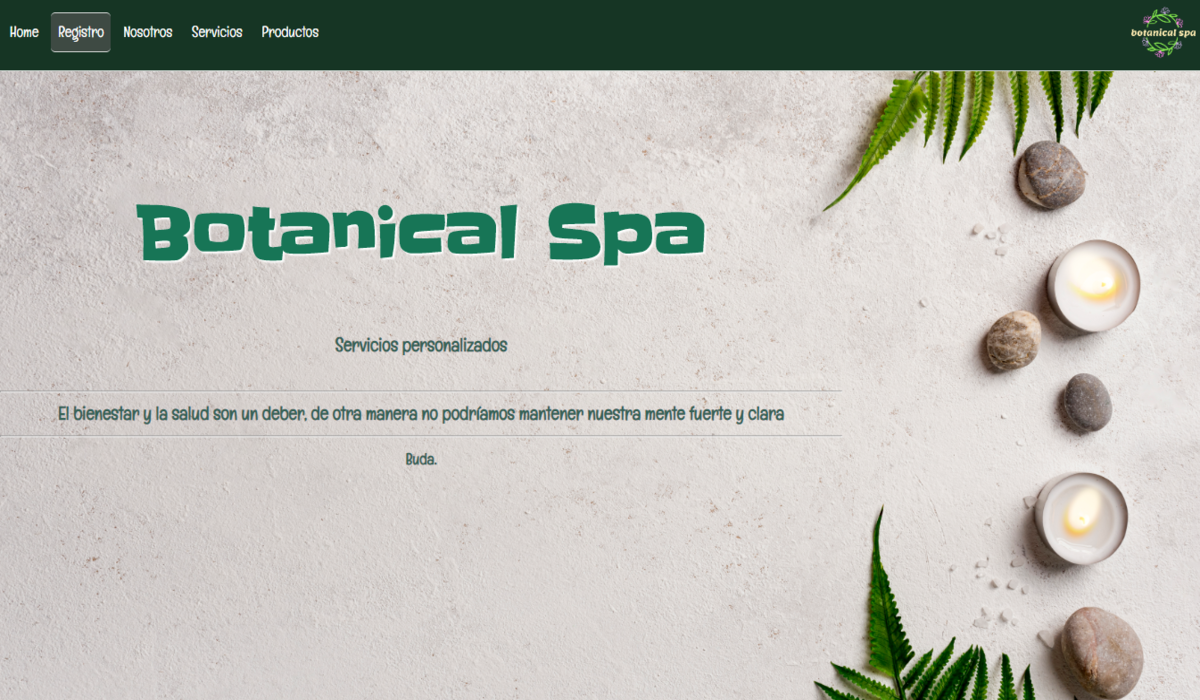 Home Registro Nosotros Servicios Productos
botanical spa
Botanical Spa
Servicios personalizados
El bienestar y la salud son un deber, de otra manera no podríamos mantener nuestra mente fuerte y clara
Buda.